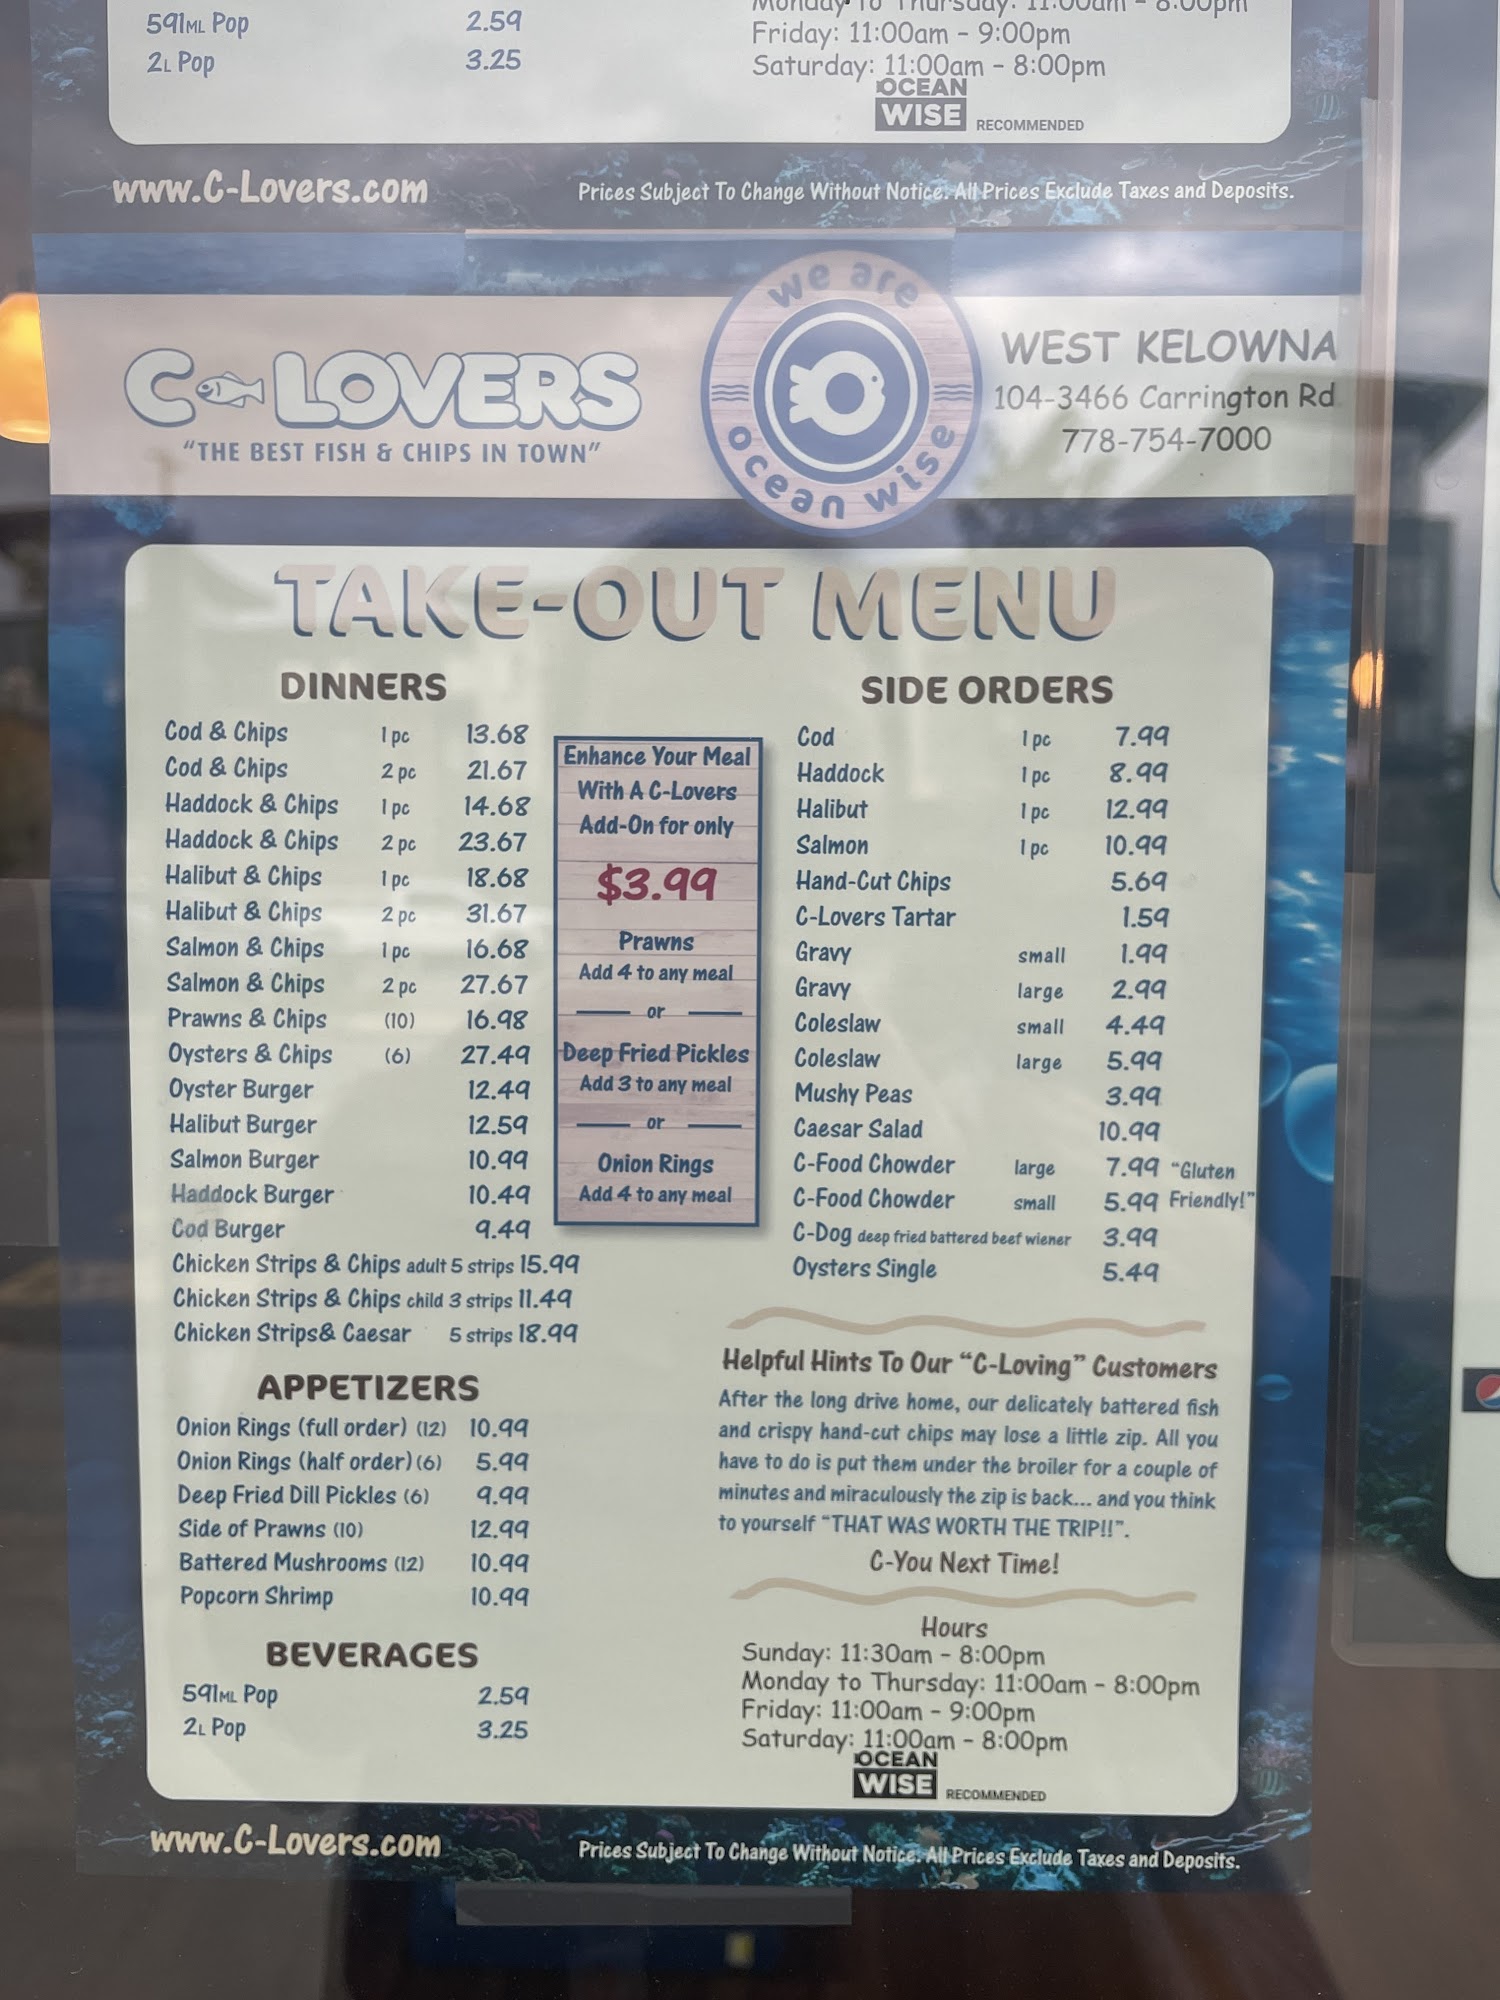 591ML Pop 2.59
2L Pop 3.25
Monday to Thursday: 11:00am - 8:00pm
Friday: 11:00am - 9:00pm
Saturday: 11:00am - 8:00pm
OCEAN
WISE RECOMMENDED
www.C-Lovers.com
Prices Subject To Change Without Notice. All Prices Exclude Taxes and Deposits.
C LOVERS
"THE BEST FISH & CHIPS IN TOWN"
we are
ocean wise
WEST KELOWNA
104-3466 Carrington Rd
778-754-7000
TAKE-OUT MENU
DINNERS
Cod & Chips 1 pc 13.68
Cod & Chips 2 pc 21.67
Haddock & Chips 1 pc 14.68
Haddock & Chips 2 pc 23.67
Halibut & Chips 1 pc 18.68
Halibut & Chips 2 pc 31.67
Salmon & Chips 1 pc 16.68
Salmon & Chips 2 pc 27.67
Prawns & Chips (10) 16.98
Oysters & Chips (6) 27.49
Oyster Burger 12.49
Halibut Burger 12.59
Salmon Burger 10.99
Haddock Burger 10.49
Cod Burger 9.49
Chicken Strips & Chips adult 5 strips 15.99
Chicken Strips & Chips child 3 strips 11.49
Chicken Strips& Caesar 5 strips 18.99
Enhance Your Meal
With A C-Lovers
Add-On for only
$3.99
Prawns
Add 4 to any meal
or
Deep Fried Pickles
Add 3 to any meal
or
Onion Rings
Add 4 to any meal
SIDE ORDERS
Cod 1 pc 7.99
Haddock 1 pc 8.99
Halibut 1 pc 12.99
Salmon 1 pc 10.99
Hand-Cut Chips 5.69
C-Lovers Tartar 1.59
Gravy small 1.99
Gravy large 2.99
Coleslaw small 4.49
Coleslaw large 5.99
Mushy Peas 3.99
Caesar Salad 10.99
C-Food Chowder large 7.99 "Gluten
C-Food Chowder small 5.99 Friendly!"
C-Dog deep fried battered beef wiener 3.99
Oysters Single 5.49
APPETIZERS
Onion Rings (full order) (12) 10.99
Onion Rings (half order) (6) 5.99
Deep Fried Dill Pickles (6) 9.99
Side of Prawns (10) 12.99
Battered Mushrooms (12) 10.99
Popcorn Shrimp 10.99
BEVERAGES
591ML Pop 2.59
2L Pop 3.25
Helpful Hints To Our "C-Loving" Customers
After the long drive home, our delicately battered fish
and crispy hand-cut chips may lose a little zip. All you
have to do is put them under the broiler for a couple of
minutes and miraculously the zip is back... and you think
to yourself "THAT WAS WORTH THE TRIP!!".
C-You Next Time!
Hours
Sunday: 11:30am - 8:00pm
Monday to Thursday: 11:00am - 8:00pm
Friday: 11:00am - 9:00pm
Saturday: 11:00am - 8:00pm
OCEAN
WISE RECOMMENDED
www.C-Lovers.com
Prices Subject To Change Without Notice. All Prices Exclude Taxes and Deposits.